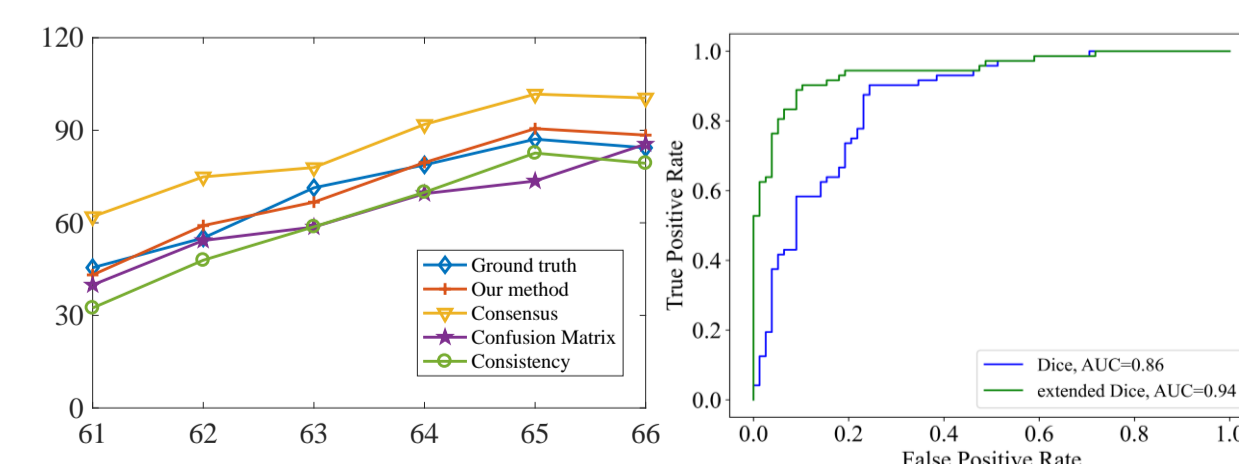 120
90
60
30
0
61 62 63 64 65 66
Ground truth
Our method
Consensus
Confusion Matrix
Consistency
True Positive Rate
1.0
0.8
0.6
0.4
0.2
0.0
0.0 0.2 0.4 0.6 0.8 1.0
False Positive Rate
Dice, AUC=0.86
extended Dice, AUC=0.94